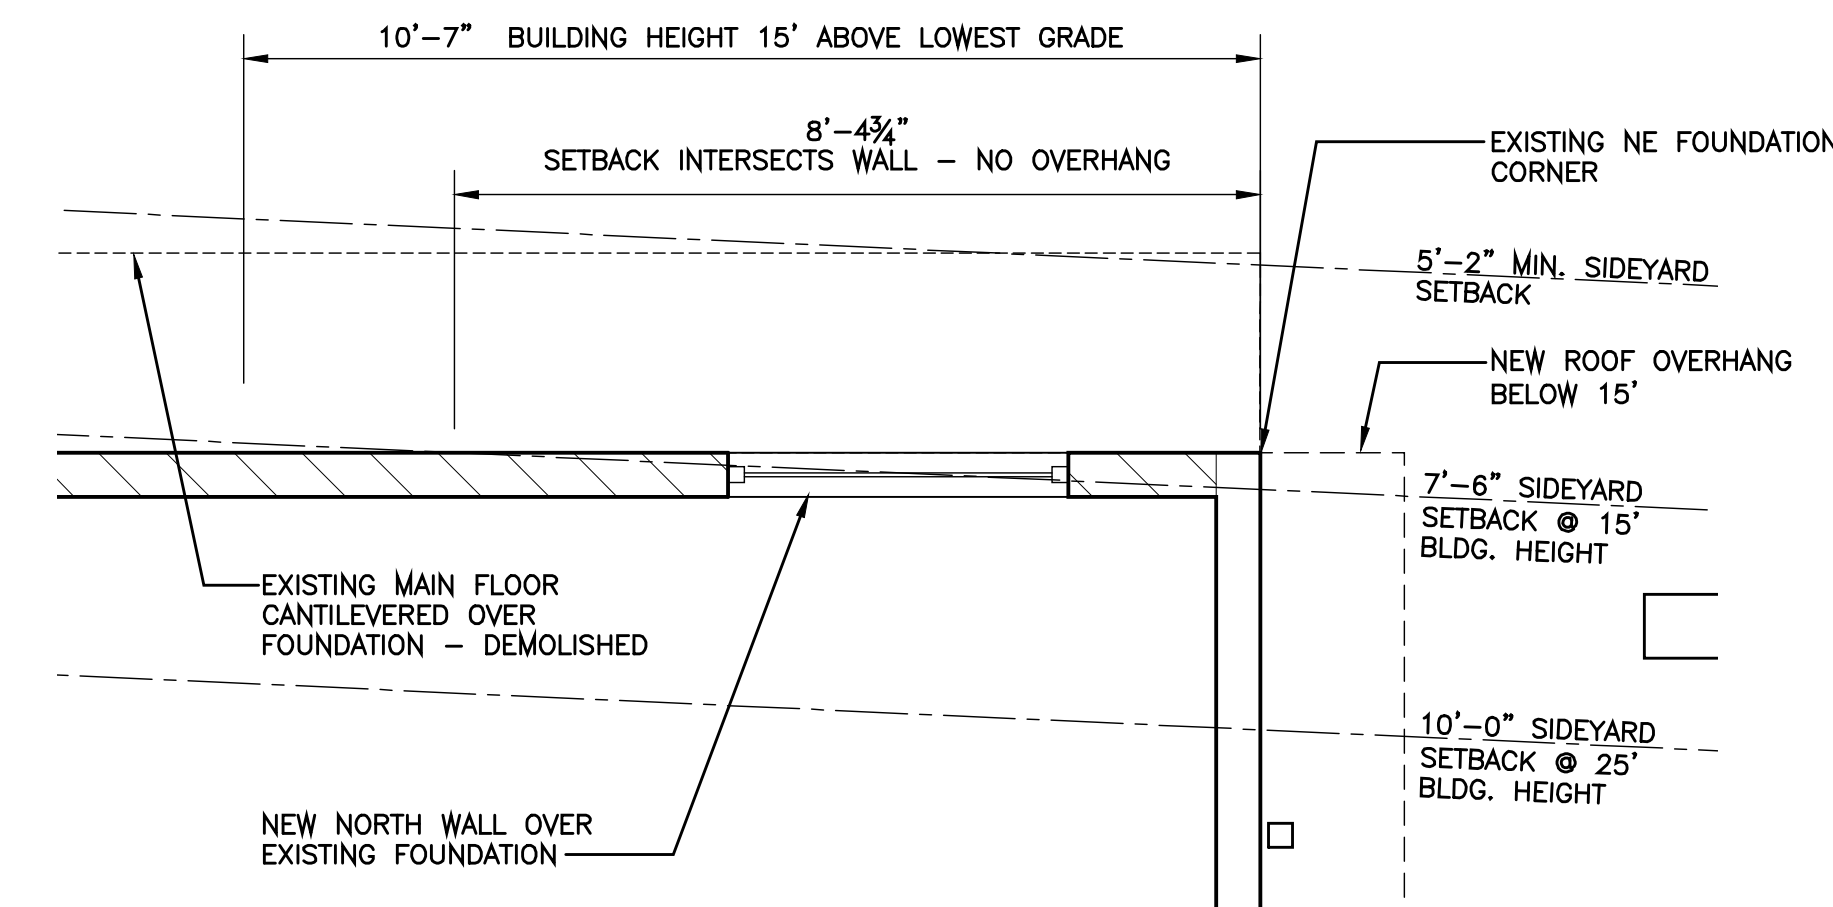 10'-7" BUILDING HEIGHT 15' ABOVE LOWEST GRADE
8'-4¾"
SETBACK INTERSECTS WALL - NO OVERHANG
EXISTING NE FOUNDATION
CORNER
5'-2" MIN. SIDEYARD
SETBACK
NEW ROOF OVERHANG
BELOW 15'
7'-6" SIDEYARD
SETBACK @ 15'
BLDG. HEIGHT
EXISTING MAIN FLOOR
CANTILEVERED OVER
FOUNDATION - DEMOLISHED
10'-0" SIDEYARD
SETBACK @ 25'
BLDG. HEIGHT
NEW NORTH WALL OVER
EXISTING FOUNDATION